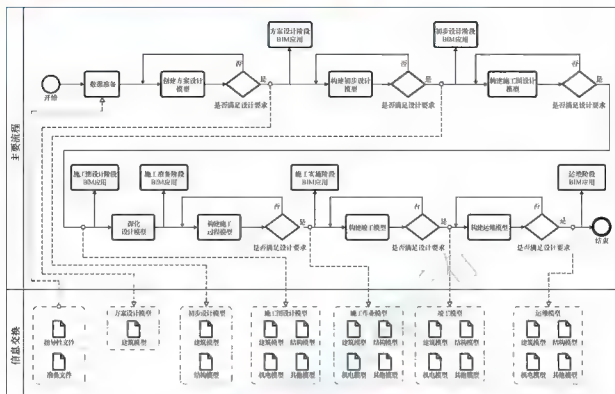 主要流程
方案设计阶段
BIM应用
初步设计阶段
BIM应用
否
否
否
开始
数据准备
创建方案设计
模型
是
构建初步设计
模型
是
构建施工图设计
模型
是
是否满足设计要求
是否满足设计要求
是否满足设计要求
施工图设计阶段
BIM应用
施工准备阶段
BIM应用
施工实施阶段
BIM应用
运维阶段
BIM应用
否
否
否
深化
设计模型
构建施工
过程模型
是
构建竣工模型
是
构建运维模型
是
是否满足设计要求
是否满足设计要求
是否满足设计要求
结束
信息交换
指导性文件
准备文件
方案设计模型
建筑模型
初步设计模型
建筑模型
结构模型
施工图设计模型
建筑模型
结构模型
机电模型
其他模型
施工作业模型
建筑模型
结构模型
机电模型
其他模型
竣工模型
建筑模型
结构模型
机电模型
其他模型
运维模型
建筑模型
结构模型
机电模型
其他模型